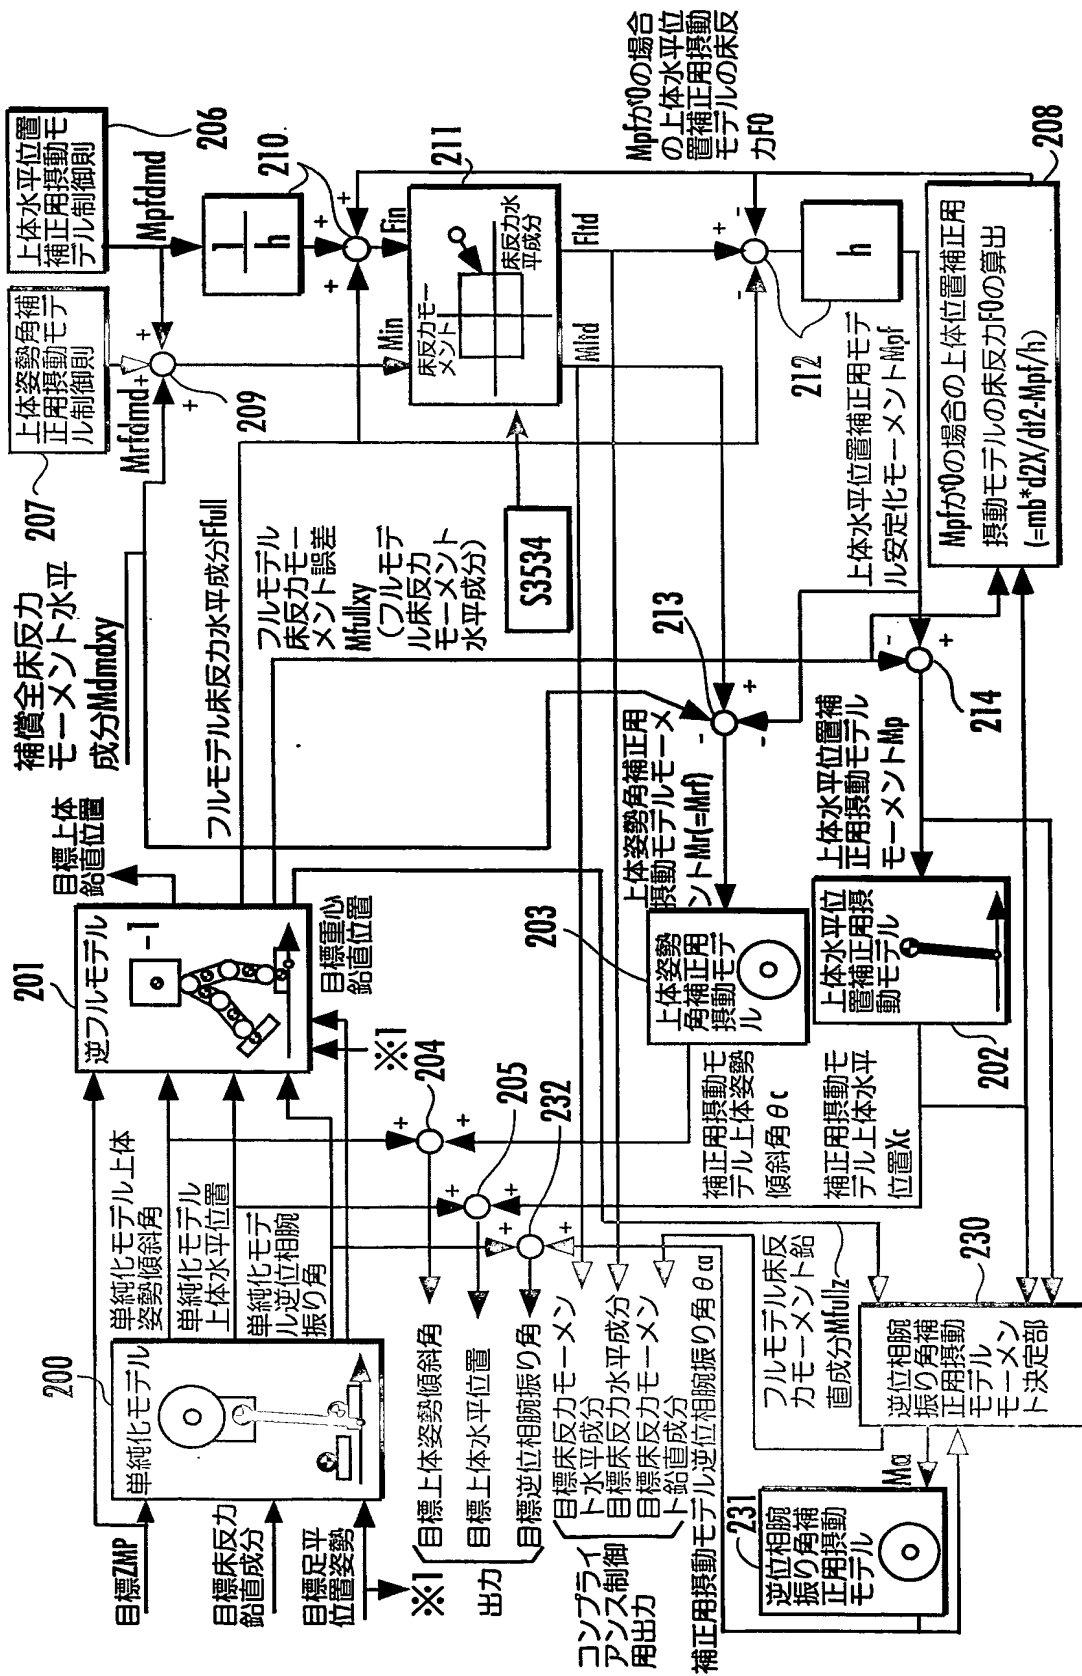 目標ZMP
目標床反力
鉛直成分
目標足平
位置姿勢
※1
200
単純化モデル
単純化モデル上体
姿勢傾斜角
単純化モデル
上体水平位置
単純化モデ
ル逆位相腕
振り角
201
逆フルモデル
-1
※1
目標重心
鉛直位置
目標上体
鉛直位置
補償全床反力
モーメント水平
成分Mdmdxy
フルモデル床反力水平成分Ffull
フルモデル
床反力モー
メント誤差
Mfullxy
(フルモデ
ル床反力
モーメント
水平成分)
S3534
207
上体姿勢角補
正用摂動モデ
ル制御則
Mrfdmd
+
+
+
209
上体水平位置
補正用摂動モ
デル制御則
206
Mpfdmd
1
h
210
+
+
+
Min
Fin
211
床反力モー
メント
床反力水
平成分
Mltd
Fltd
Mpfが0の場合
の上体水平位
置補正用摂動
モデルの床反
力F0
+
-
-
h
212
上体水平位置補正用モデ
ル安定化モーメントMpf
208
Mpfが0の場合の上体位置補正用
摂動モデルの床反力F0の算出
(=mb*d2X/dt2-Mpf/h)
213
+
-
-
214
-
+
上体姿勢角補正用
摂動モデルモーメ
ントMr(=Mrf)
上体水平位置補
正用摂動モデル
モーメントMp
203
上体姿勢
角補正用
摂動モデ
ル
上体水平位
置補正用摂
動モデル
202
204
+
+
205
+
+
232
+
+
補正用摂動モ
デル上体姿勢
傾斜角θc
補正用摂動モ
デル上体水平
位置Xc
目標上体姿勢傾斜角
目標上体水平位置
目標逆位相腕振り角
出力
目標床反力モーメン
ト水平成分
目標床反力水平成分
目標床反力モーメン
ト鉛直成分
コンプライ
アンス制御
用出力
補正用摂動モデル逆位相腕振り角θca
フルモデル床反
力モーメント鉛
直成分Mfullz
230
逆位相腕
振り角補
正用摂動
モデル
モーメン
ト決定部
Ma
231
逆位相腕
振り角補
正用摂動
モデル